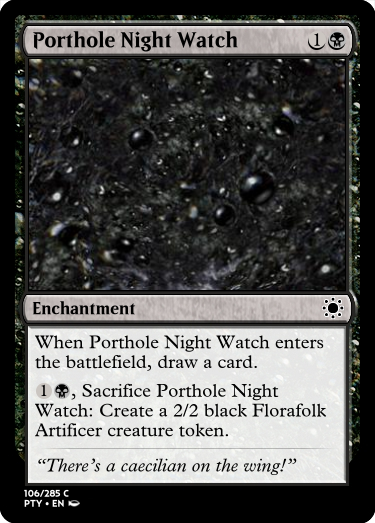 Porthole Night Watch 1
Enchantment
When Porthole Night Watch enters
the battlefield, draw a card.
1 , Sacrifice Porthole Night
Watch: Create a 2/2 black Florafolk
Artificer creature token.
“There's a caecilian on the wing!”
106/285 C
PTY • EN